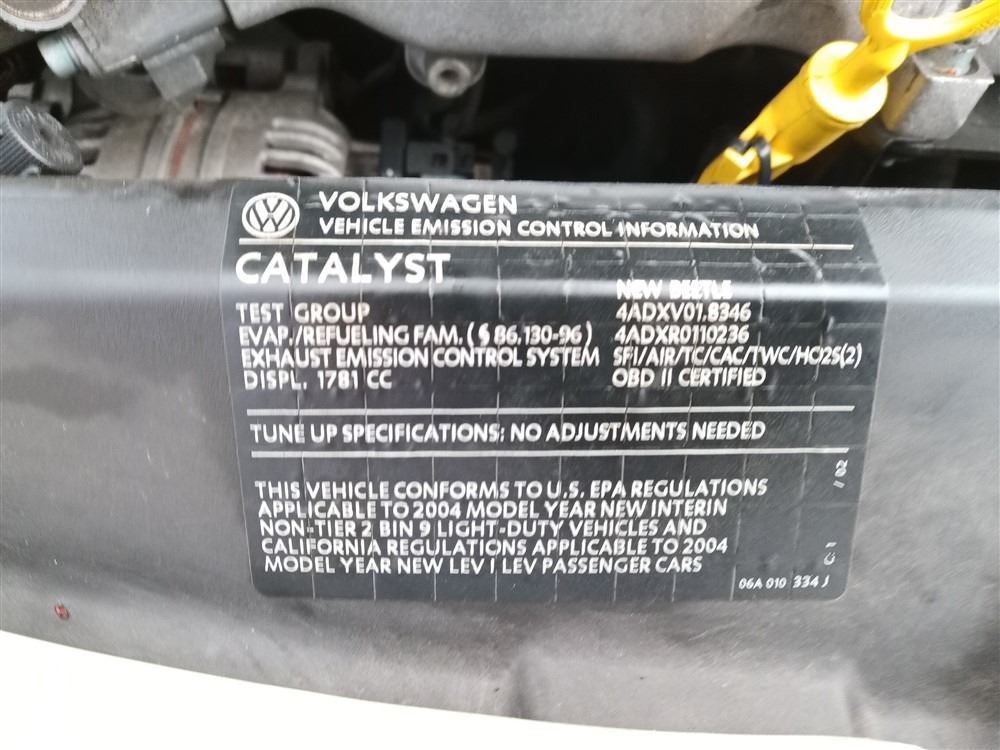 VOLKSWAGEN
VEHICLE EMISSION CONTROL INFORMATION
CATALYST
NEW BEETLE
TEST GROUP 4ADXV01.8346
EVAP./REFUELING FAM. (§ 86.130-96) 4ADXR0110236
EXHAUST EMISSION CONTROL SYSTEM SFI/AIR/TC/CAC/TWC/HO2S(2)
DISPL. 1781 CC OBD II CERTIFIED
TUNE UP SPECIFICATIONS: NO ADJUSTMENTS NEEDED
THIS VEHICLE CONFORMS TO U.S. EPA REGULATIONS
APPLICABLE TO 2004 MODEL YEAR NEW INTERIN
NON-TIER 2 BIN 9 LIGHT-DUTY VEHICLES AND
CALIFORNIA REGULATIONS APPLICABLE TO 2004
MODEL YEAR NEW LEV I LEV PASSENGER CARS
06A 010 334 J